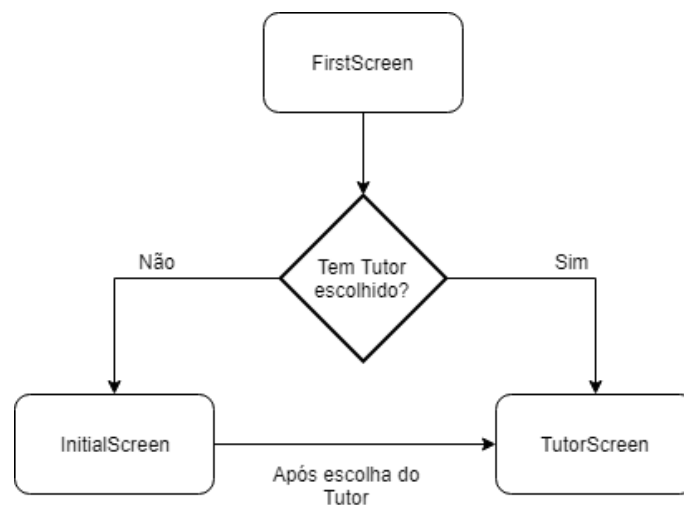 FirstScreen
Não
Tem Tutor
escolhido?
Sim
InitialScreen
TutorScreen
Após escolha do
Tutor